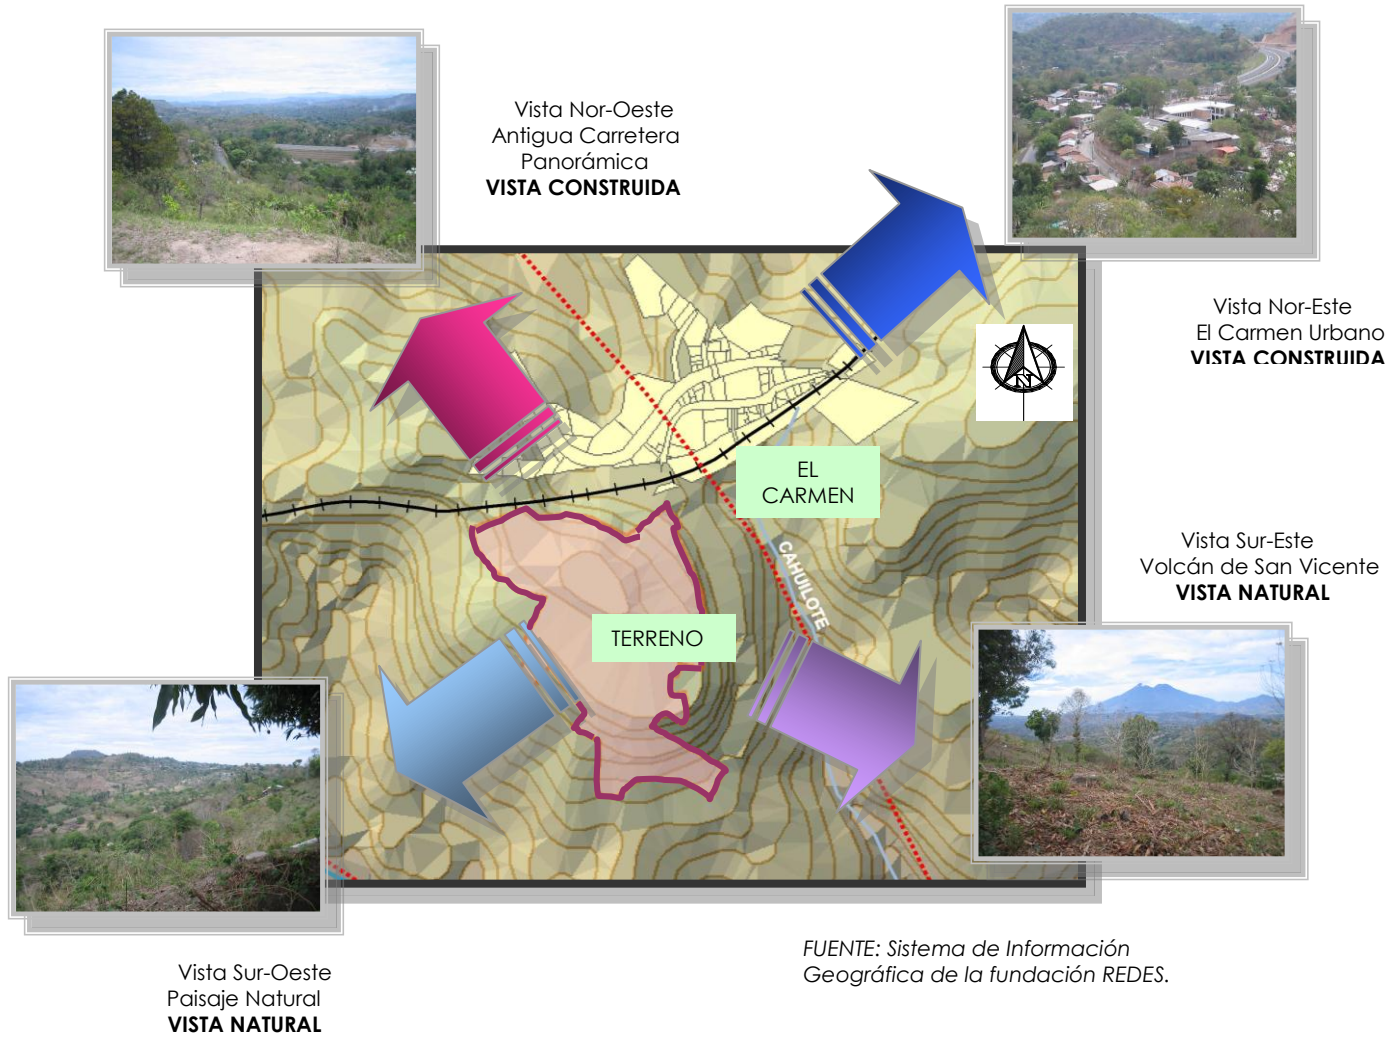 Vista Nor-Oeste
Antigua Carretera
Panorámica
VISTA CONSTRUIDA
Vista Nor-Este
El Carmen Urbano
VISTA CONSTRUIDA
N
EL
CARMEN
Vista Sur-Este
Volcán de San Vicente
VISTA NATURAL
CAHUILOTE
TERRENO
Vista Sur-Oeste
Paisaje Natural
VISTA NATURAL
FUENTE: Sistema de Información
Geográfica de la fundación REDES.